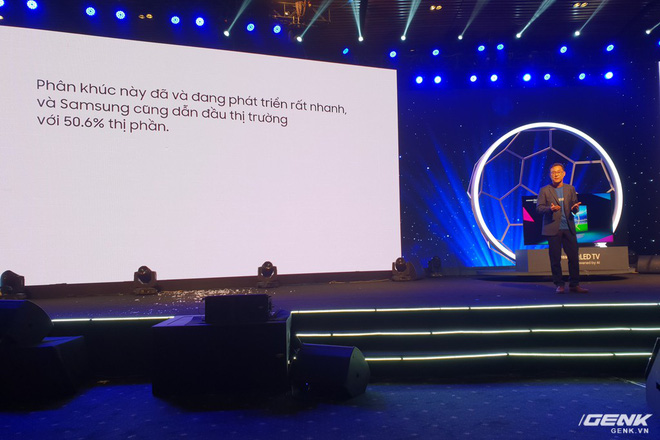 Phân khúc này đã và đang phát triển rất nhanh,
và Samsung cũng dẫn đầu thị trường
với 50.6% thị phần.
LED TV
GENK
GENK.VN